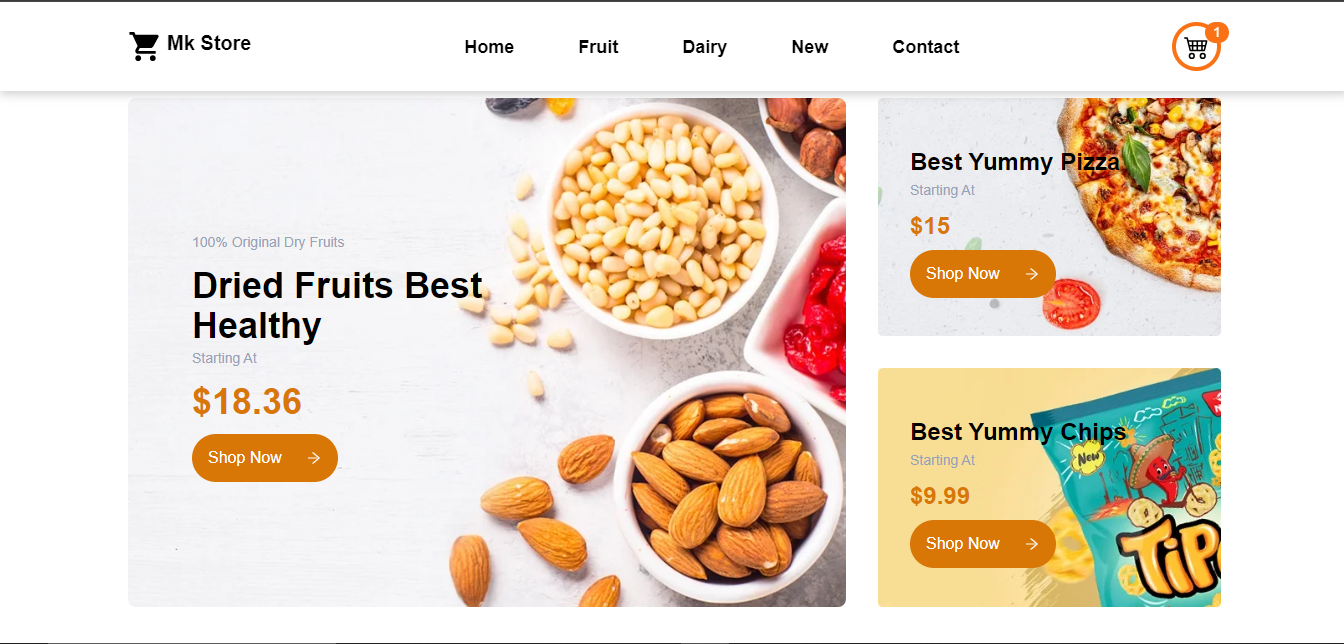 Mk Store
Home
Fruit
Dairy
New
Contact
1
100% Original Dry Fruits
Dried Fruits Best
Healthy
Starting At
$18.36
Shop Now
Best Yummy Pizza
Starting At
$15
Shop Now
Best Yummy Chips
Starting At
$9.99
Shop Now
New
TiP